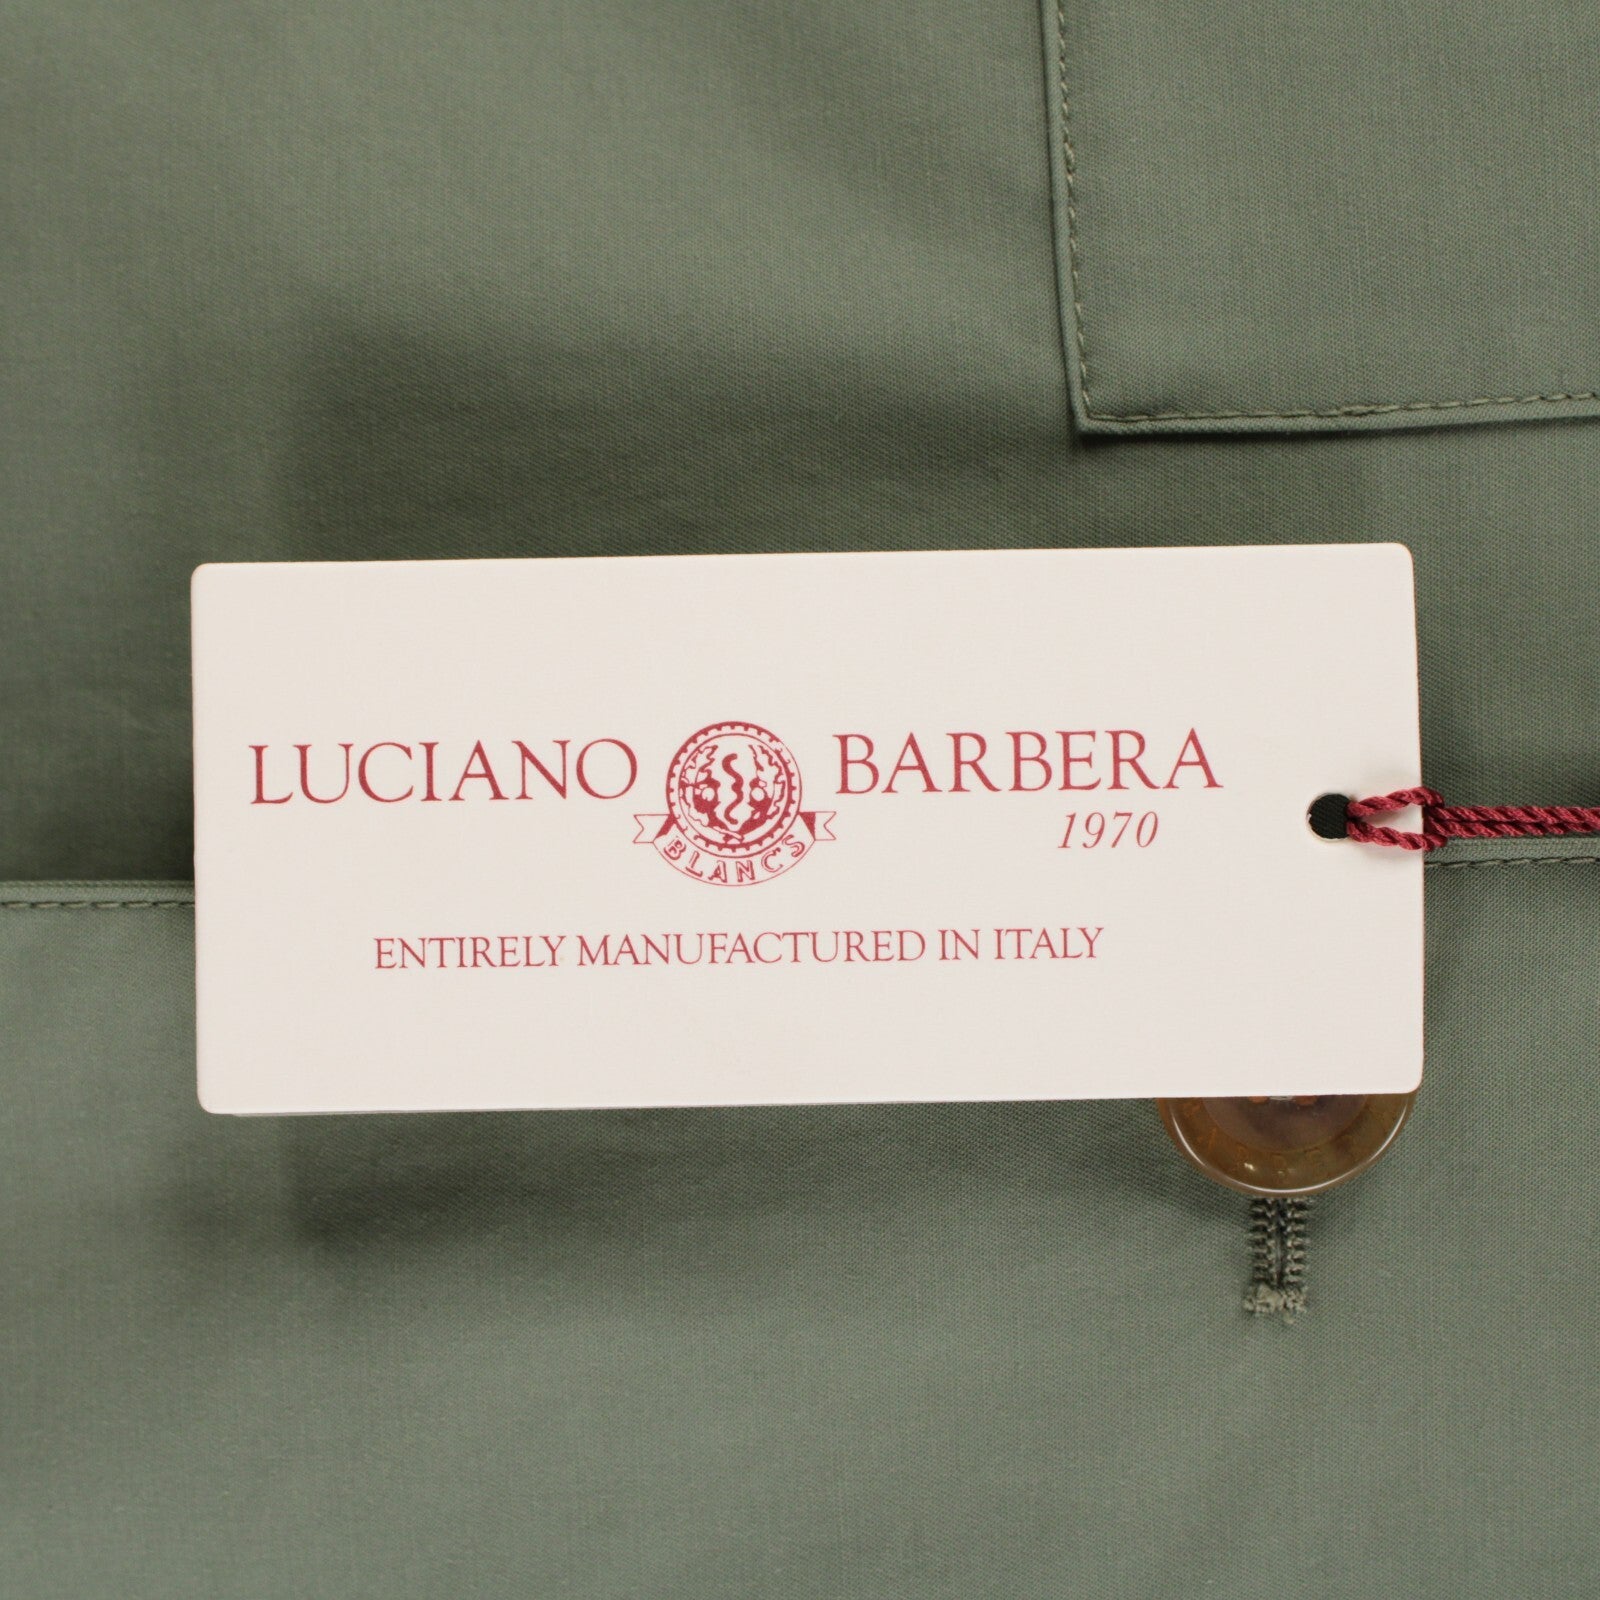 LUCIANO BARBERA
1970
BLANCS
ENTIRELY MANUFACTURED IN ITALY